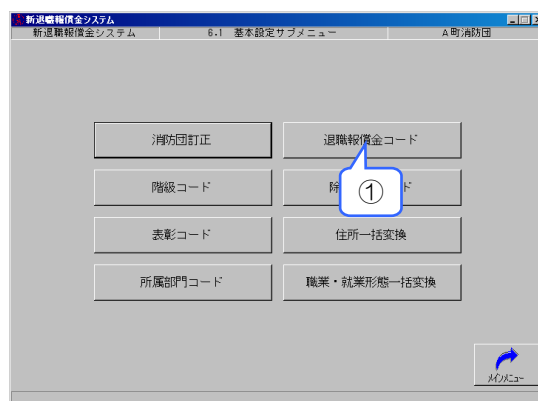 新退職報償金システム
新退職報償金システム 6.1 基本設定サブメニュー A町消防団
消防団訂正 退職報償金コード
階級コード 除 ド
①
表彰コード 住所一括変換
所属部門コード 職業・就業形態一括変換
メインメニュー